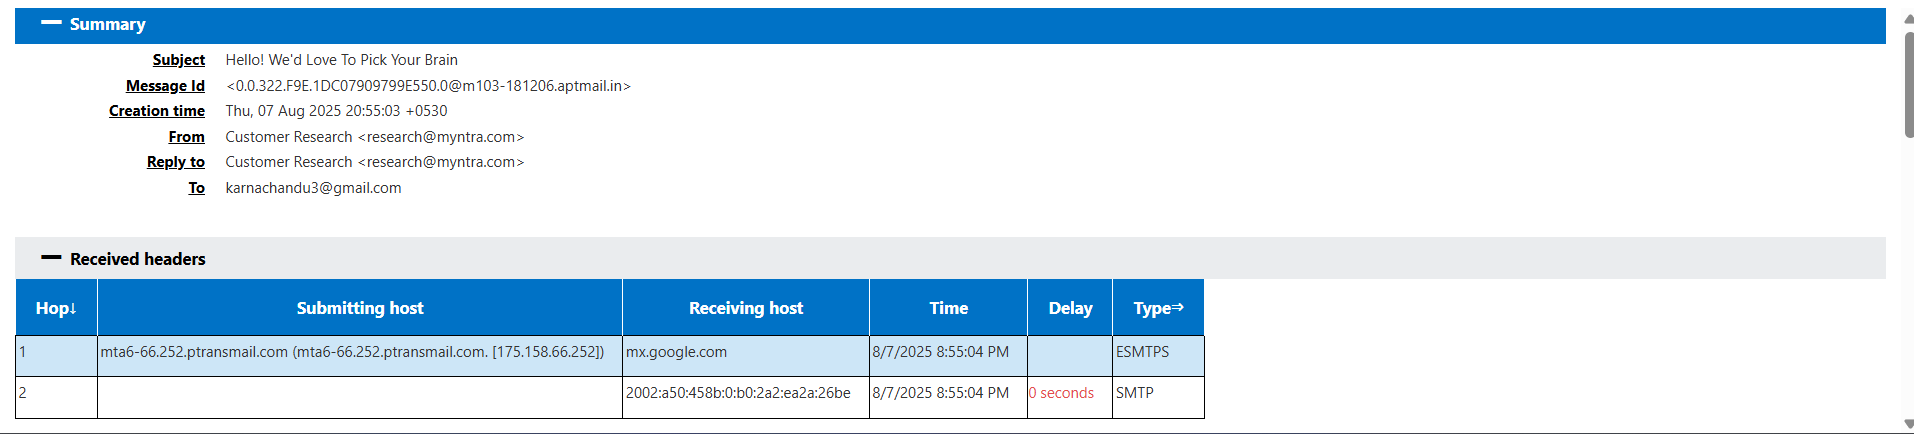 Summary
Subject Hello! We'd Love To Pick Your Brain
Message Id <0.0.322.F9E.1DC07909799E550.0@m103-181206.aptmail.in>
Creation time Thu, 07 Aug 2025 20:55:03 +0530
From Customer Research <research@myntra.com>
Reply to Customer Research <research@myntra.com>
To karnachandu3@gmail.com
Received headers
Hop↓ Submitting host Receiving host Time Delay Type⇒
1 mta6-66.252.ptransmail.com (mta6-66.252.ptransmail.com. [175.158.66.252]) mx.google.com 8/7/2025 8:55:04 PM ESMTPS
2 2002:a50:458b:0:b0:2a2:ea2a:26be 8/7/2025 8:55:04 PM 0 seconds SMTP